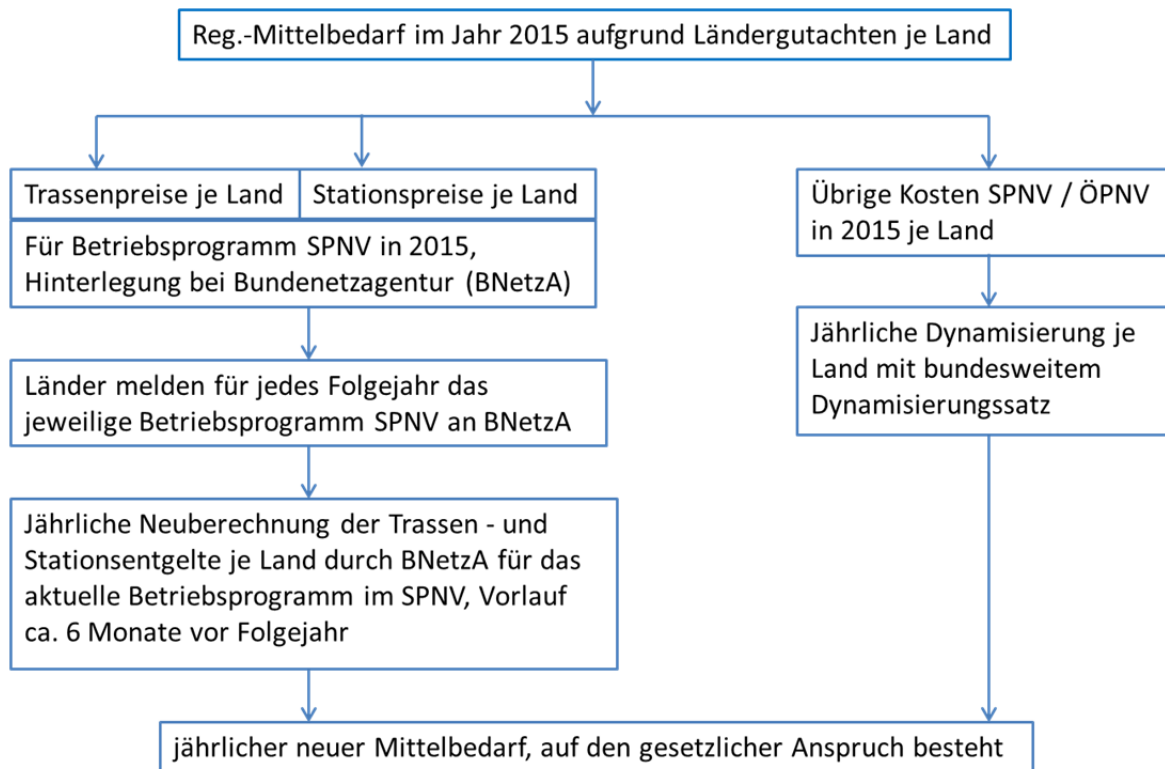 Reg.-Mittelbedarf im Jahr 2015 aufgrund Ländergutachten je Land
Trassenpreise je Land
Stationspreise je Land
Für Betriebsprogramm SPNV in 2015,
Hinterlegung bei Bundenetzagentur (BNetzA)
Länder melden für jedes Folgejahr das
jeweilige Betriebsprogramm SPNV an BNetzA
Jährliche Neuberechnung der Trassen - und
Stationsentgelte je Land durch BNetzA für das
aktuelle Betriebsprogramm im SPNV, Vorlauf
ca. 6 Monate vor Folgejahr
Übrige Kosten SPNV / ÖPNV
in 2015 je Land
Jährliche Dynamisierung je
Land mit bundesweitem
Dynamisierungssatz
jährlicher neuer Mittelbedarf, auf den gesetzlicher Anspruch besteht